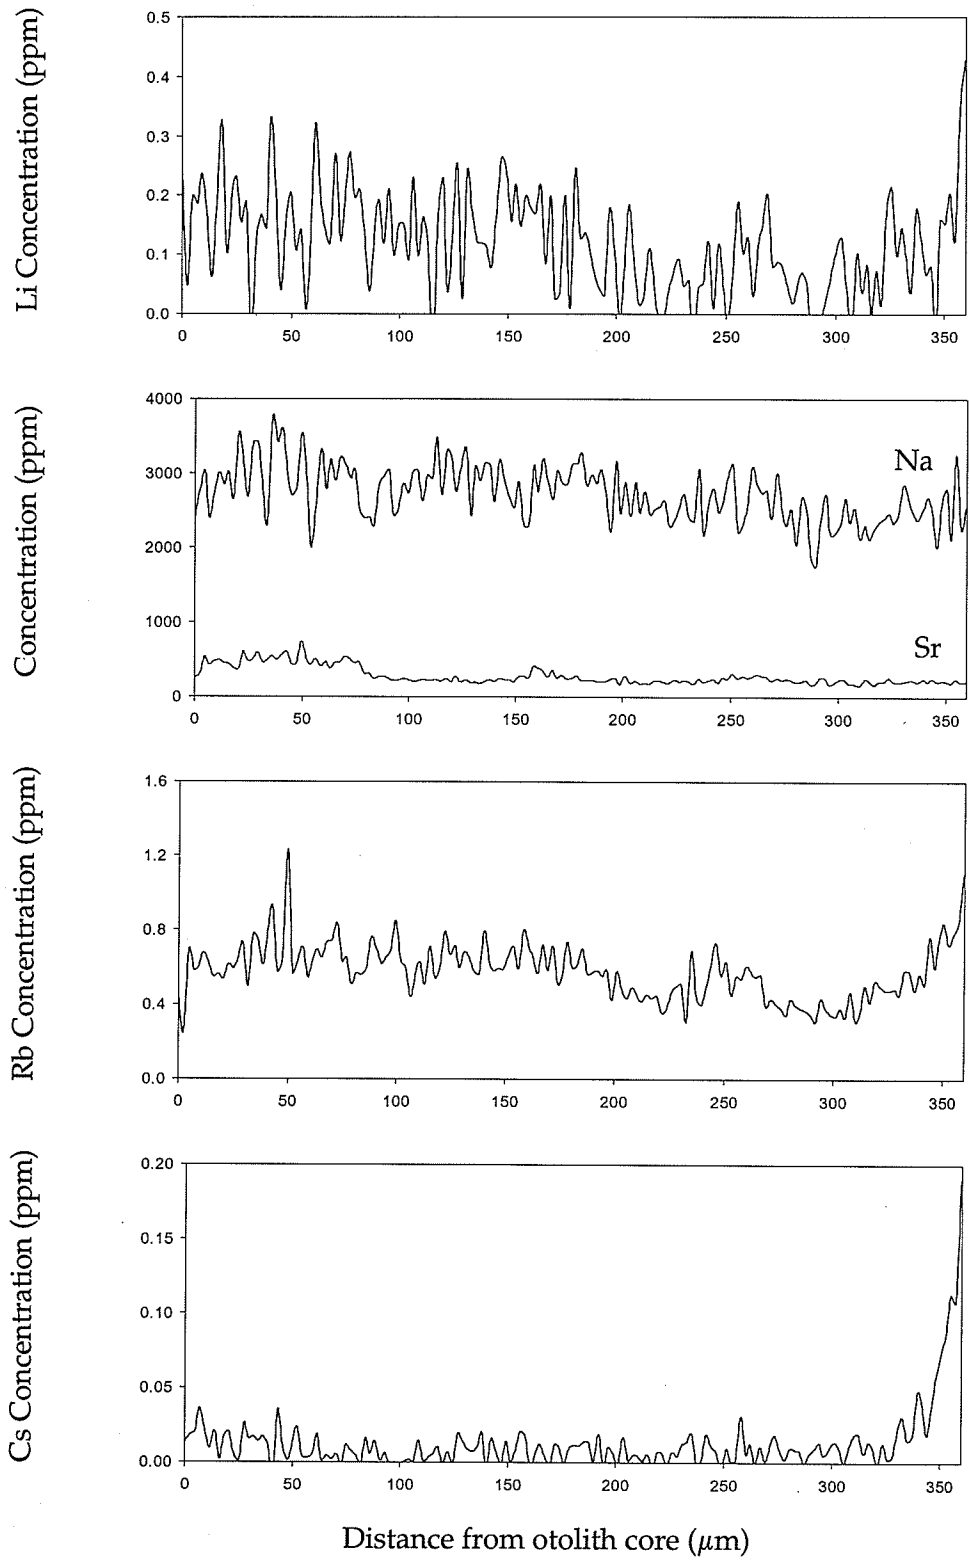 Li Concentration (ppm)
0.5
0.4
0.3
0.2
0.1
0.0
0 50 100 150 200 250 300 350
Concentration (ppm)
4000
3000
2000
1000
0
Na
Sr
0 50 100 150 200 250 300 350
Rb Concentration (ppm)
1.6
1.2
0.8
0.4
0.0
0 50 100 150 200 250 300 350
Cs Concentration (ppm)
0.20
0.15
0.10
0.05
0.00
0 50 100 150 200 250 300 350
Distance from otolith core (μm)